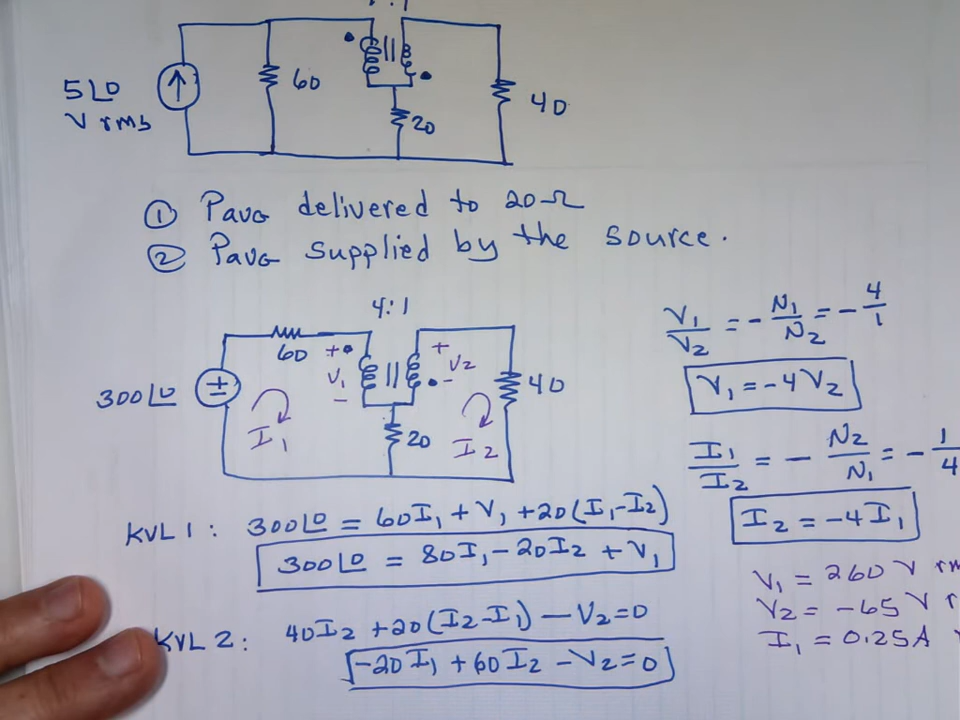 :1
5∠0
V rms
60
20
40
① Pavg delivered to 20Ω
② Pavg supplied by the source.
4:1
300∠0
60
+
V1
-
+
V2
-
20
40
I1
I2
V1/V2 = - N1/N2 = - 4/1
V1 = -4V2
I1/I2 = - N2/N1 = - 1/4
I2 = -4I1
KVL 1: 300∠0 = 60I1 + V1 + 20(I1-I2)
300∠0 = 80I1 - 20I2 + V1
V1 = 260 V rm
V2 = -65 V r
I1 = 0.25A
KVL 2: 40I2 + 20(I2-I1) - V2 = 0
-20I1 + 60I2 - V2 = 0